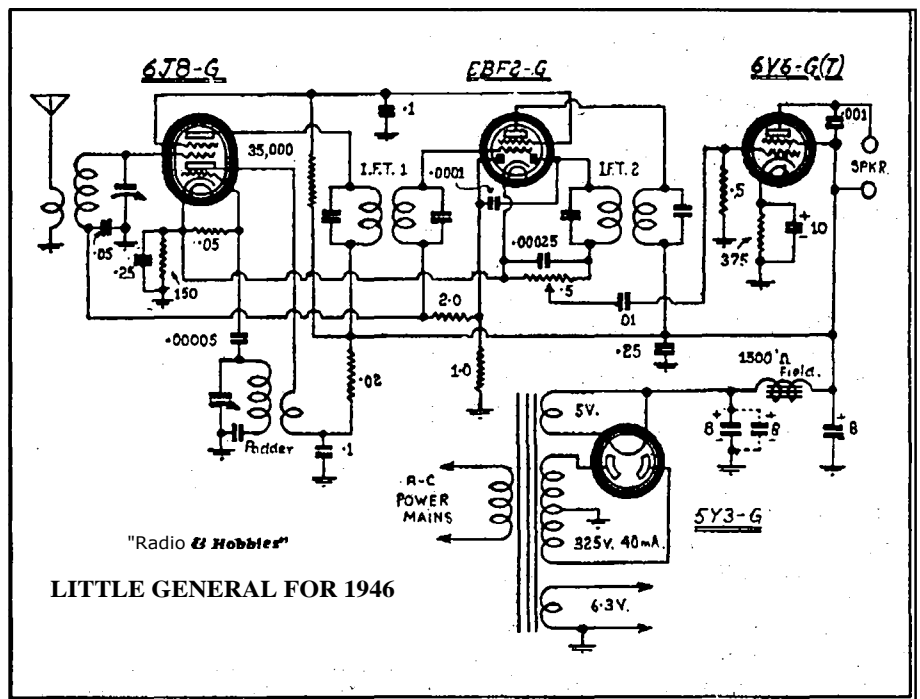 6J8-G
EBF2-G
6V6-G(T)
.1
.001
35,000
I.F.T. 1
.0001
I.F.T. 2
SPKR.
.5
+
10
-
375
.05
.05
.25
150
.00025
.5
.01
2.0
.00005
.02
1.0
.25
1500 Ω
Field.
5V.
+
8
-
+
8
-
+
8
-
Padder
.1
A-C
POWER
MAINS
325V. 40mA.
5Y3-G
6.3V.
"Radio & Hobbies"
LITTLE GENERAL FOR 1946